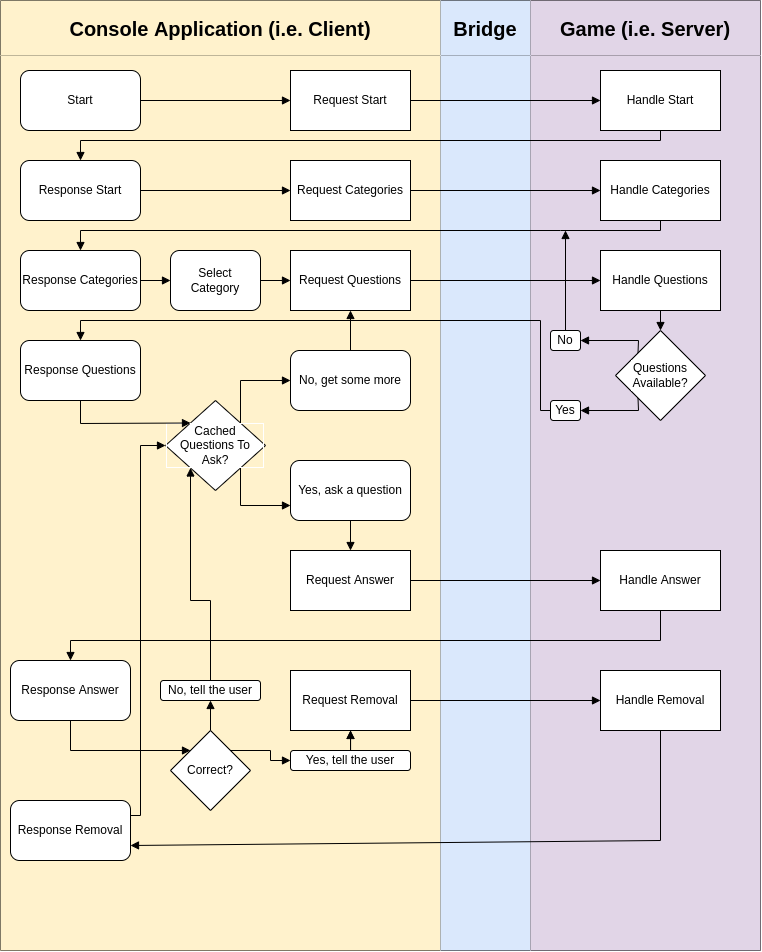 Console Application (i.e. Client)
Bridge
Game (i.e. Server)
Start
Request Start
Handle Start
Response Start
Request Categories
Handle Categories
Response Categories
Select
Category
Request Questions
Handle Questions
Response Questions
No, get some more
No
Questions
Available?
Yes
Cached
Questions To
Ask?
Yes, ask a question
Request Answer
Handle Answer
Response Answer
No, tell the user
Request Removal
Handle Removal
Correct?
Yes, tell the user
Response Removal